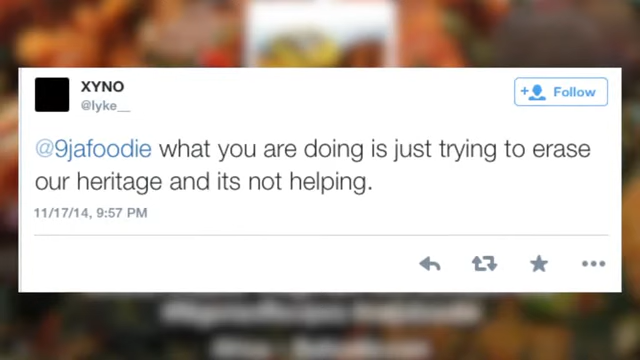 XYNO
@lyke__
Follow
@9jafoodie what you are doing is just trying to erase
our heritage and its not helping.
11/17/14, 9:57 PM